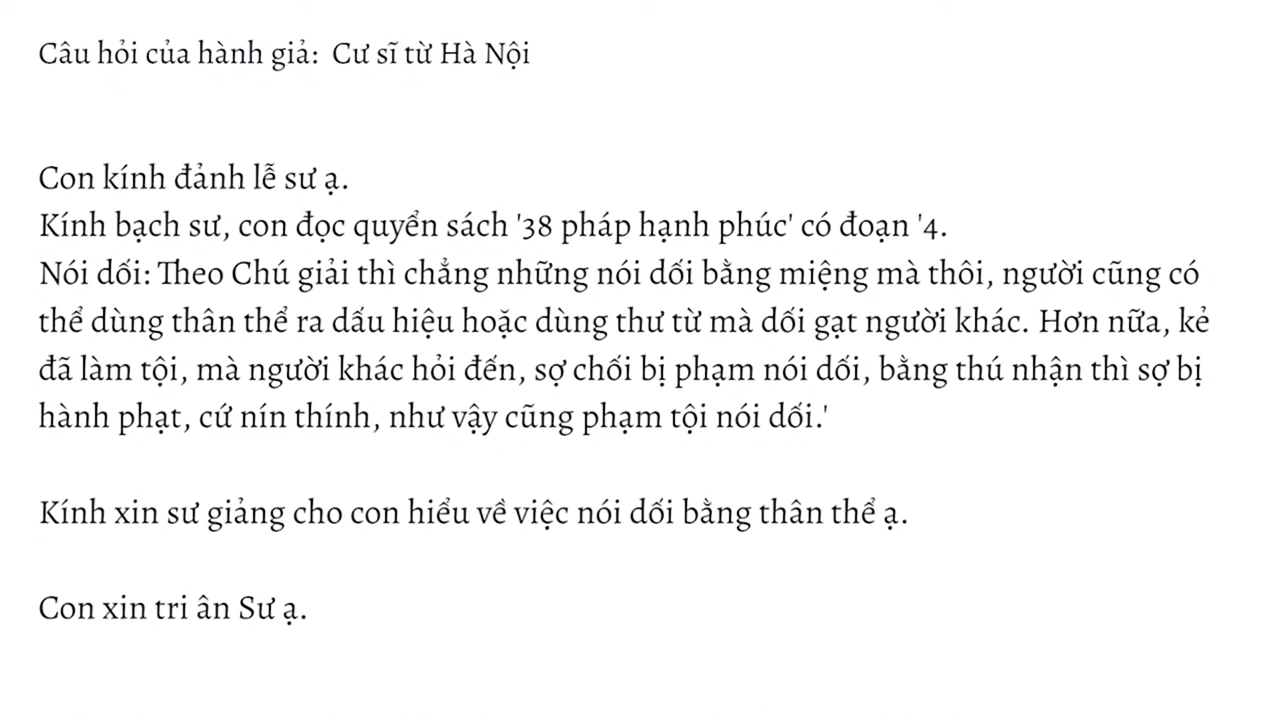 Câu hỏi của hành giả: Cư sĩ từ Hà Nội
Con kính đảnh lễ sư ạ.
Kính bạch sư, con đọc quyển sách '38 pháp hạnh phúc' có đoạn '4.
Nói dối: Theo Chú giải thì chẳng những nói dối bằng miệng mà thôi, người cũng có
thể dùng thân thể ra dấu hiệu hoặc dùng thư từ mà dối gạt người khác. Hơn nữa, kẻ
đã làm tội, mà người khác hỏi đến, sợ chối bị phạm nói dối, bằng thú nhận thì sợ bị
hành phạt, cứ nín thính, như vậy cũng phạm tội nói dối.'
Kính xin sư giảng cho con hiểu về việc nói dối bằng thân thể ạ.
Con xin tri ân Sư ạ.